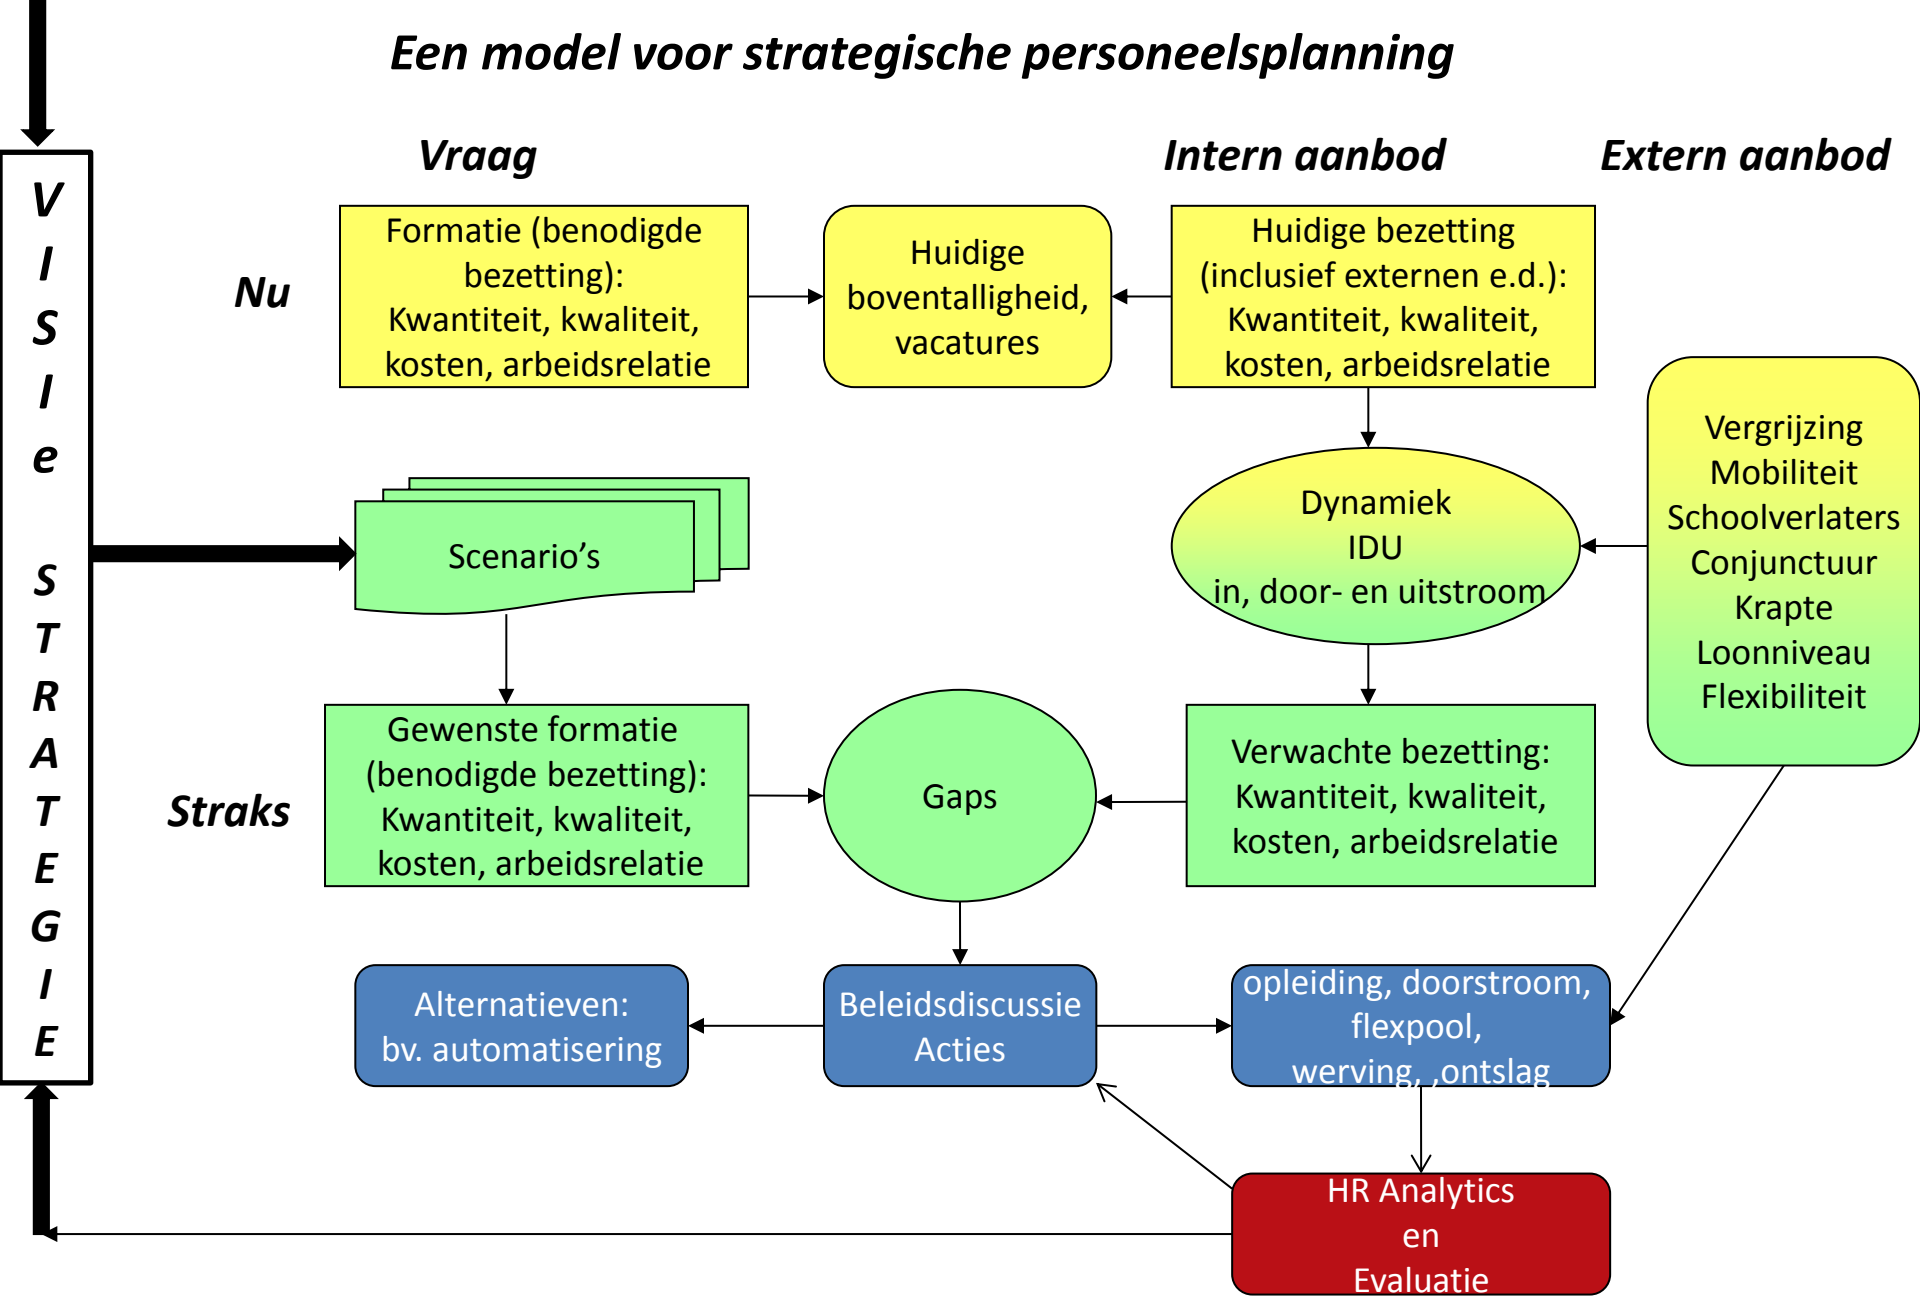 Een model voor strategische personeelsplanning
Vraag
Intern aanbod
Extern aanbod
V
I
S
I
e
S
T
R
A
T
E
G
I
E
Nu
Formatie (benodigde
bezetting):
Kwantiteit, kwaliteit,
kosten, arbeidsrelatie
Huidige
boventalligheid,
vacatures
Huidige bezetting
(inclusief externen e.d.):
Kwantiteit, kwaliteit,
kosten, arbeidsrelatie
Vergrijzing
Mobiliteit
Schoolverlaters
Conjunctuur
Krapte
Loonniveau
Flexibiliteit
Scenario’s
Dynamiek
IDU
in, door- en uitstroom
Straks
Gewenste formatie
(benodigde bezetting):
Kwantiteit, kwaliteit,
kosten, arbeidsrelatie
Gaps
Verwachte bezetting:
Kwantiteit, kwaliteit,
kosten, arbeidsrelatie
Alternatieven:
bv. automatisering
Beleidsdiscussie
Acties
opleiding, doorstroom,
flexpool,
werving, ,ontslag
HR Analytics
en
Evaluatie